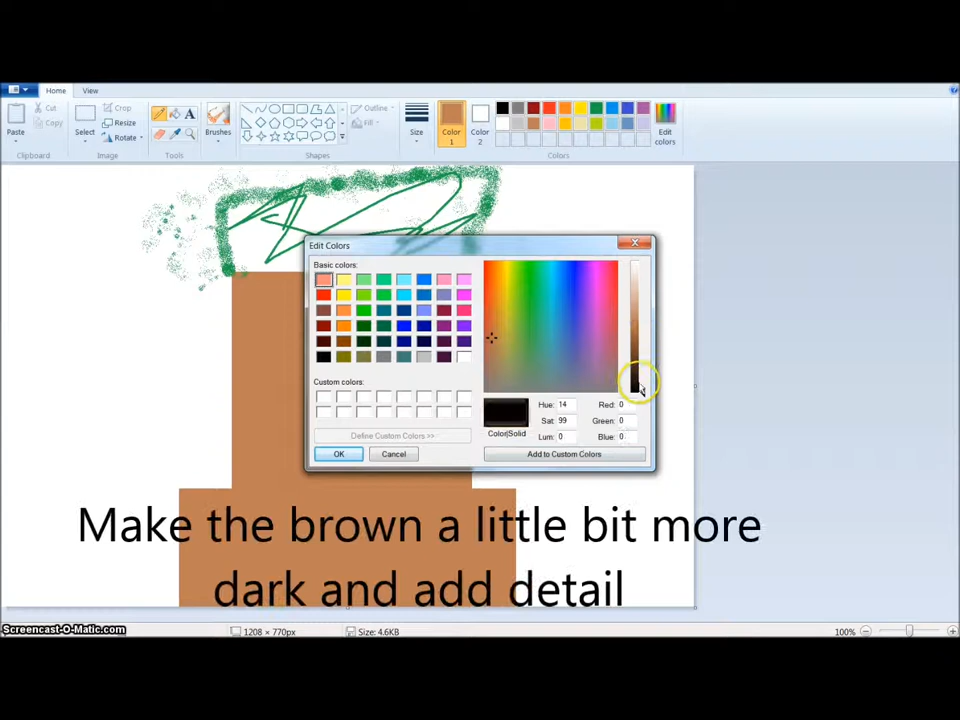 Home View
Paste
Cut
Copy
Clipboard
Select
Crop
Resize
Rotate
Image
A
Tools
Brushes
Outline
Fill
Shapes
Size
Color
1
Color
2
Edit
colors
Colors
Edit Colors
Basic colors:
Custom colors:
Define Custom Colors >>
OK Cancel
Color|Solid
Hue: 14 Red: 0
Sat: 99 Green: 0
Lum: 0 Blue: 0
Add to Custom Colors
Make the brown a little bit more
dark and add detail
Screencast-O-Matic.com
1208 × 770px Size: 4.6KB 100%